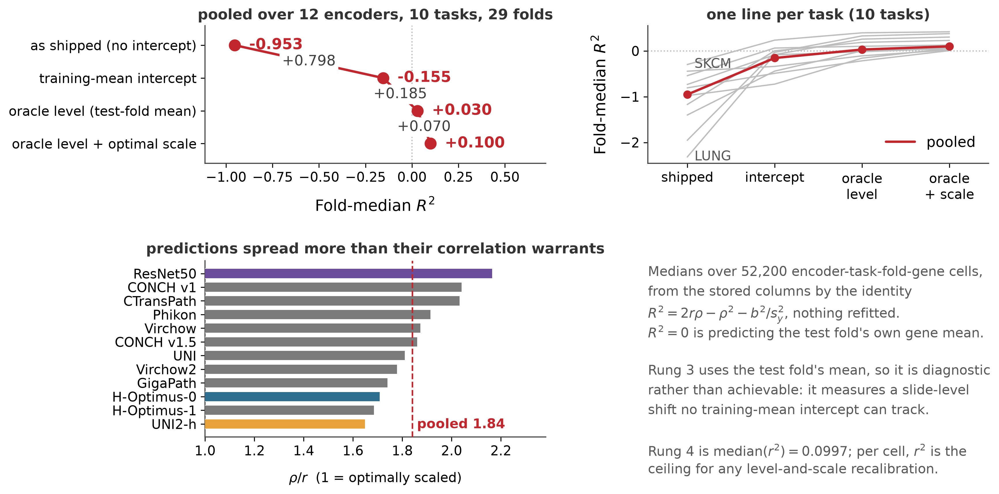 pooled over 12 encoders, 10 tasks, 29 folds
as shipped (no intercept)
training-mean intercept
oracle level (test-fold mean)
oracle level + optimal scale
-0.953
+0.798
-0.155
+0.185
+0.030
+0.070
+0.100
−1.00 −0.75 −0.50 −0.25 0.00 0.25 0.50
Fold-median R²
one line per task (10 tasks)
Fold-median R²
0
−1
−2
SKCM
LUNG
pooled
shipped intercept oracle level oracle + scale
predictions spread more than their correlation warrants
ResNet50
CONCH v1
CTransPath
Phikon
Virchow
CONCH v1.5
UNI
Virchow2
GigaPath
H-Optimus-0
H-Optimus-1
UNI2-h
pooled 1.84
1.0 1.2 1.4 1.6 1.8 2.0 2.2
ρ/r (1 = optimally scaled)
Medians over 52,200 encoder-task-fold-gene cells,
from the stored columns by the identity
R² = 2rρ − ρ² − b²/s_y², nothing refitted.
R² = 0 is predicting the test fold's own gene mean.
Rung 3 uses the test fold's mean, so it is diagnostic
rather than achievable: it measures a slide-level
shift no training-mean intercept can track.
Rung 4 is median(r²) = 0.0997; per cell, r² is the
ceiling for any level-and-scale recalibration.